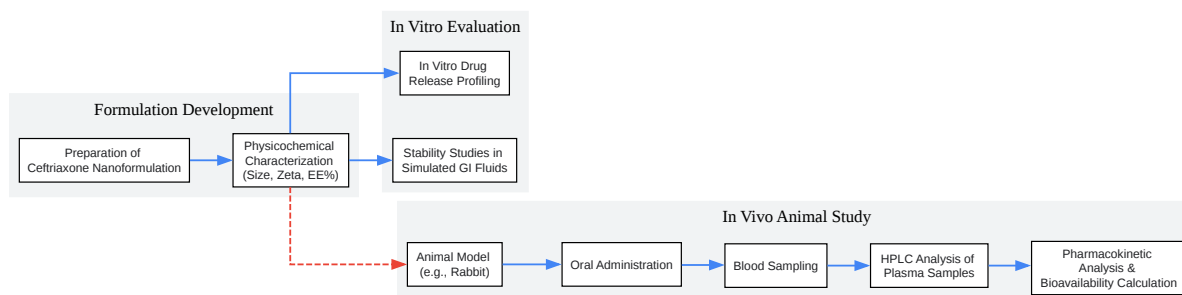 In Vitro Evaluation
In Vitro Drug
Release Profiling
Formulation Development
Preparation of
Ceftriaxone Nanoformulation
Physicochemical
Characterization
(Size, Zeta, EE%)
Stability Studies in
Simulated GI Fluids
In Vivo Animal Study
Animal Model
(e.g., Rabbit)
Oral Administration
Blood Sampling
HPLC Analysis of
Plasma Samples
Pharmacokinetic
Analysis &
Bioavailability Calculation